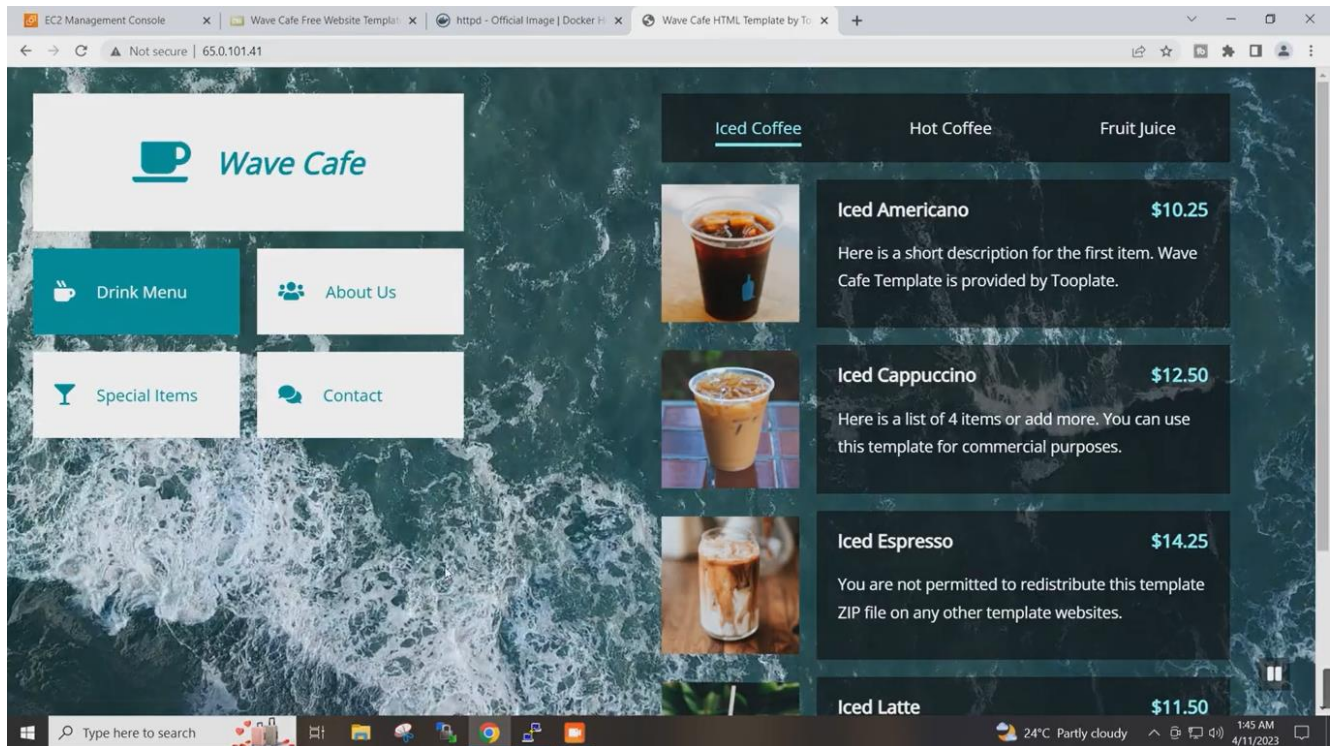 EC2 Management Console
Wave Cafe Free Website Templat
httpd - Official Image | Docker H
Wave Cafe HTML Template by To
Not secure | 65.0.101.41
Wave Cafe
Drink Menu
About Us
Special Items
Contact
Iced Coffee
Hot Coffee
Fruit Juice
Iced Americano
$10.25
Here is a short description for the first item. Wave
Cafe Template is provided by Tooplate.
Iced Cappuccino
$12.50
Here is a list of 4 items or add more. You can use
this template for commercial purposes.
Iced Espresso
$14.25
You are not permitted to redistribute this template
ZIP file on any other template websites.
Iced Latte
$11.50
Type here to search
24°C Partly cloudy
1:45 AM
4/11/2023